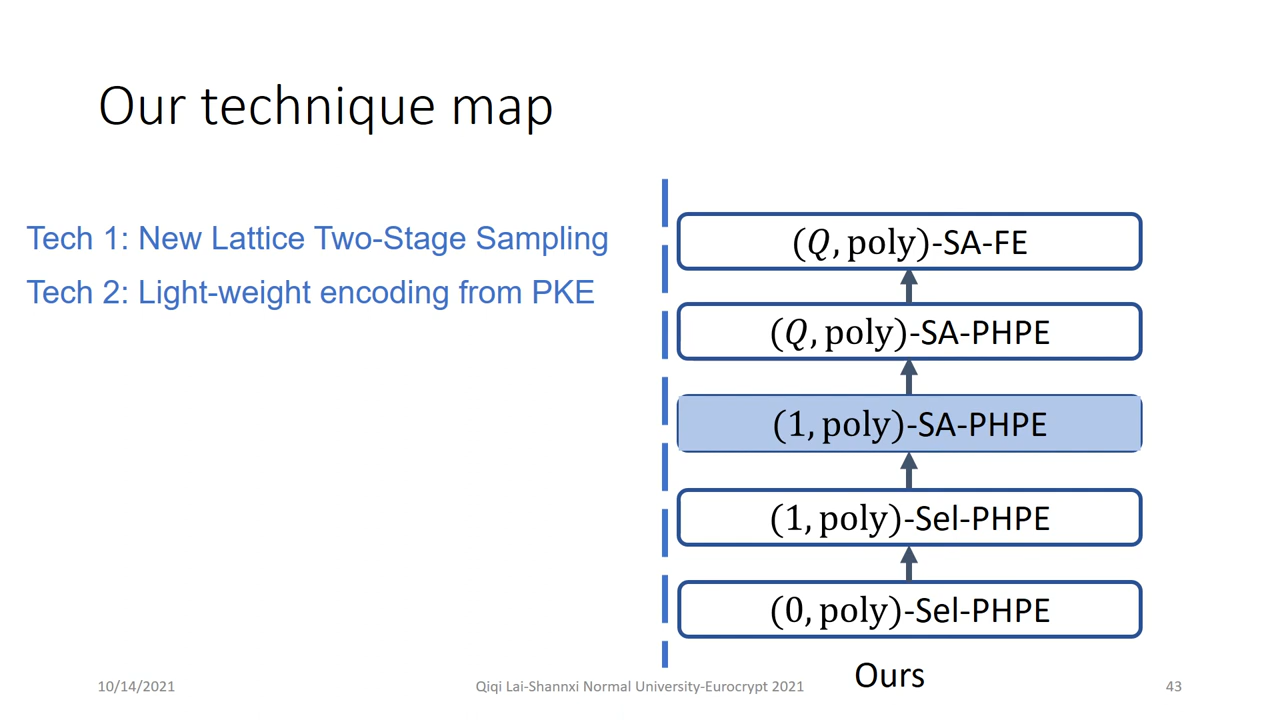 Our technique map
Tech 1: New Lattice Two-Stage Sampling
Tech 2: Light-weight encoding from PKE
(Q, poly)-SA-FE
(Q, poly)-SA-PHPE
(1, poly)-SA-PHPE
(1, poly)-Sel-PHPE
(0, poly)-Sel-PHPE
Ours
10/14/2021
Qiqi Lai-Shannxi Normal University-Eurocrypt 2021
43